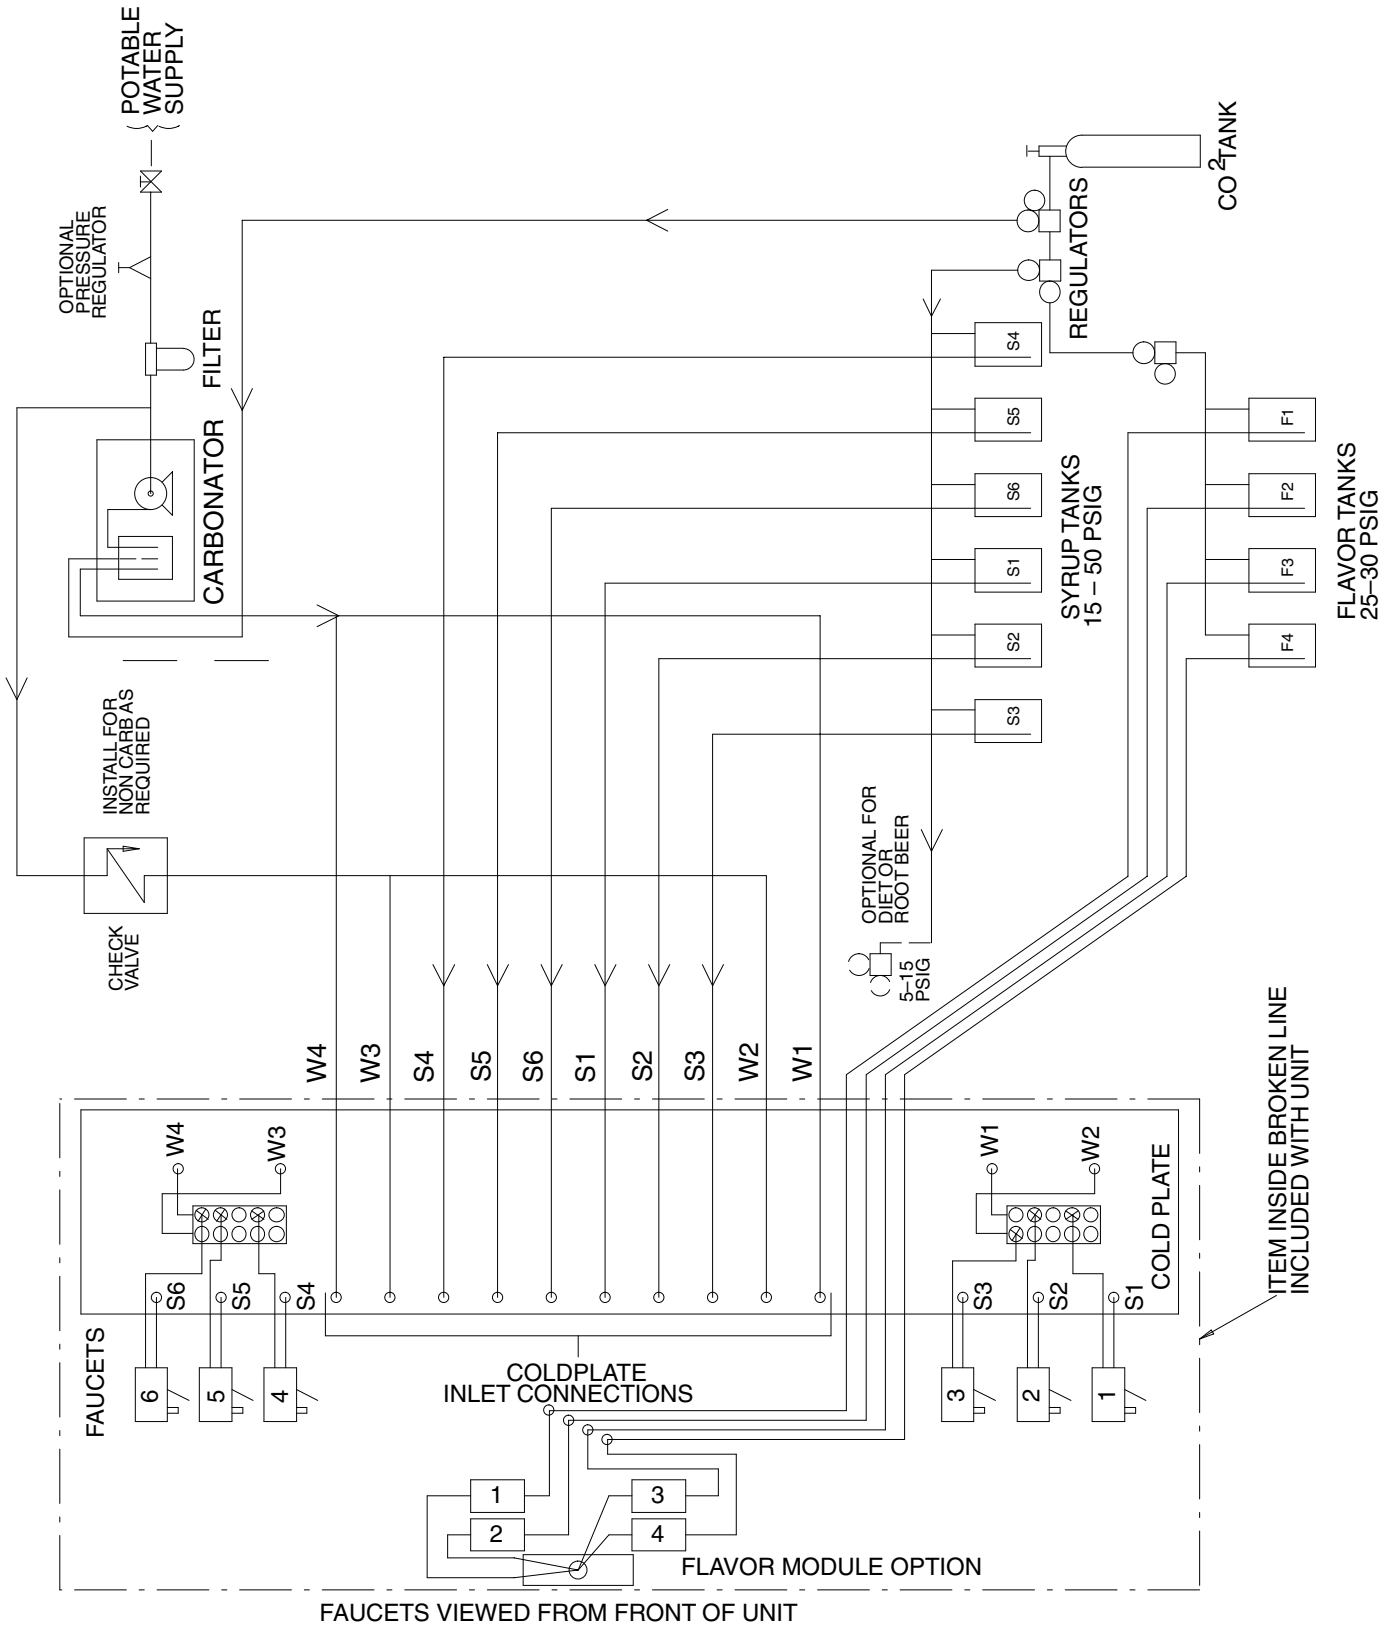 POTABLE
WATER
SUPPLY
OPTIONAL
PRESSURE
REGULATOR
FILTER
CARBONATOR
INSTALL FOR
NON CARB AS
REQUIRED
CHECK
VALVE
CO2 TANK
REGULATORS
S4
S5
S6
S1
S2
S3
SYRUP TANKS
15 – 50 PSIG
F1
F2
F3
F4
FLAVOR TANKS
25–30 PSIG
OPTIONAL FOR
DIET OR
ROOT BEER
5–15
PSIG
W4
W3
S4
S5
S6
S1
S2
S3
W2
W1
W4
W3
S6
S5
S4
W1
W2
S3
S2
S1
COLD PLATE
FAUCETS
6
5
4
3
2
1
COLDPLATE
INLET CONNECTIONS
1
2
3
4
FLAVOR MODULE OPTION
ITEM INSIDE BROKEN LINE
INCLUDED WITH UNIT
FAUCETS VIEWED FROM FRONT OF UNIT